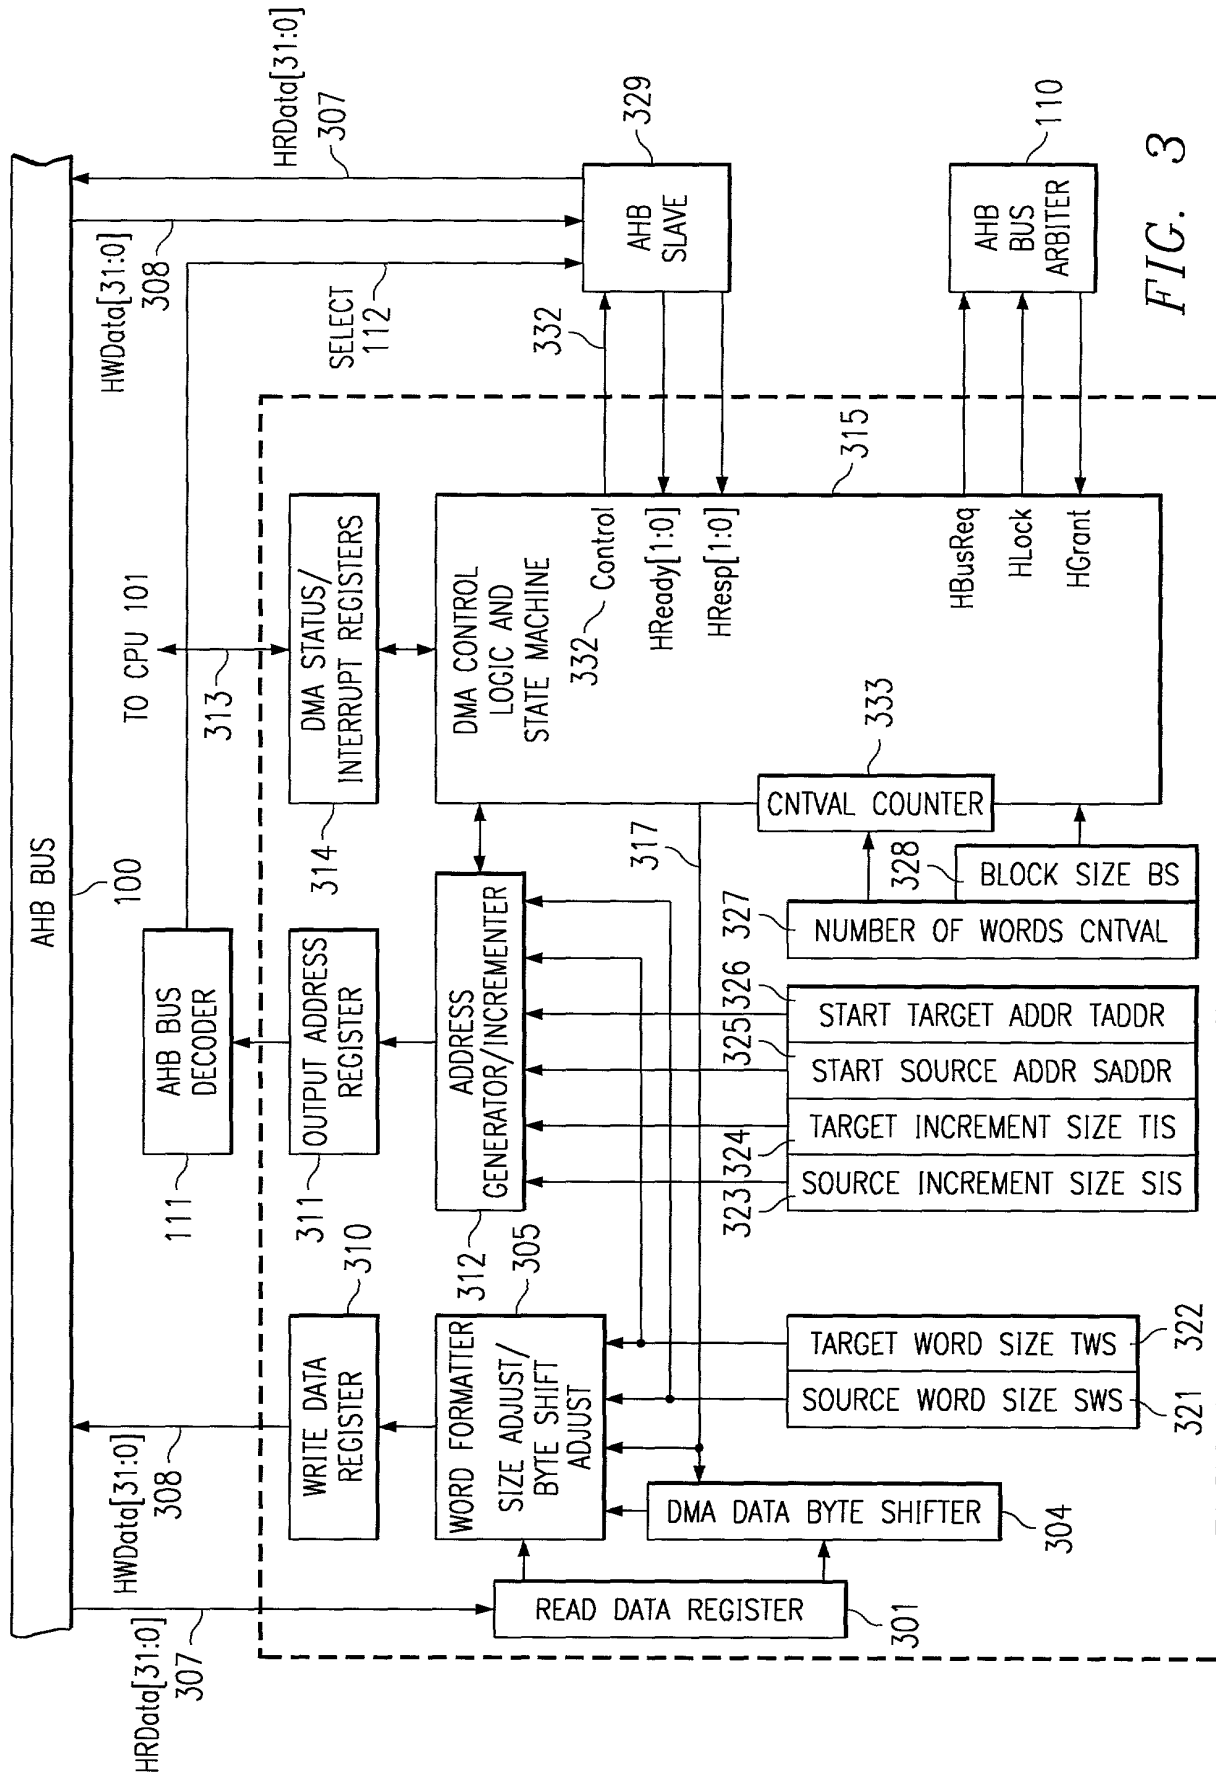 AHB BUS
100
HRData[31:0]
307
HWData[31:0]
308
AHB BUS
DECODER
111
TO CPU 101
313
HWData[31:0]
308
SELECT
112
HRData[31:0]
307
WRITE DATA
REGISTER
310
OUTPUT ADDRESS
REGISTER
311
DMA STATUS/
INTERRUPT REGISTERS
314
WORD FORMATTER
SIZE ADJUST/
BYTE SHIFT
ADJUST
305
ADDRESS
GENERATOR/INCREMENTER
312
DMA CONTROL
LOGIC AND
STATE MACHINE
332
Control
HReady[1:0]
HResp[1:0]
HBusReq
HLock
HGrant
315
332
AHB
SLAVE
329
AHB
BUS
ARBITER
110
READ DATA REGISTER
301
DMA DATA BYTE SHIFTER
304
317
CNTVAL COUNTER
333
SOURCE WORD SIZE SWS
321
TARGET WORD SIZE TWS
322
SOURCE INCREMENT SIZE SIS
323
TARGET INCREMENT SIZE TIS
324
START SOURCE ADDR SADDR
325
START TARGET ADDR TADDR
326
NUMBER OF WORDS CNTVAL
327
BLOCK SIZE BS
328
FIG. 3